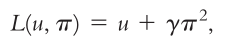 L(u, π) = u + γπ²,